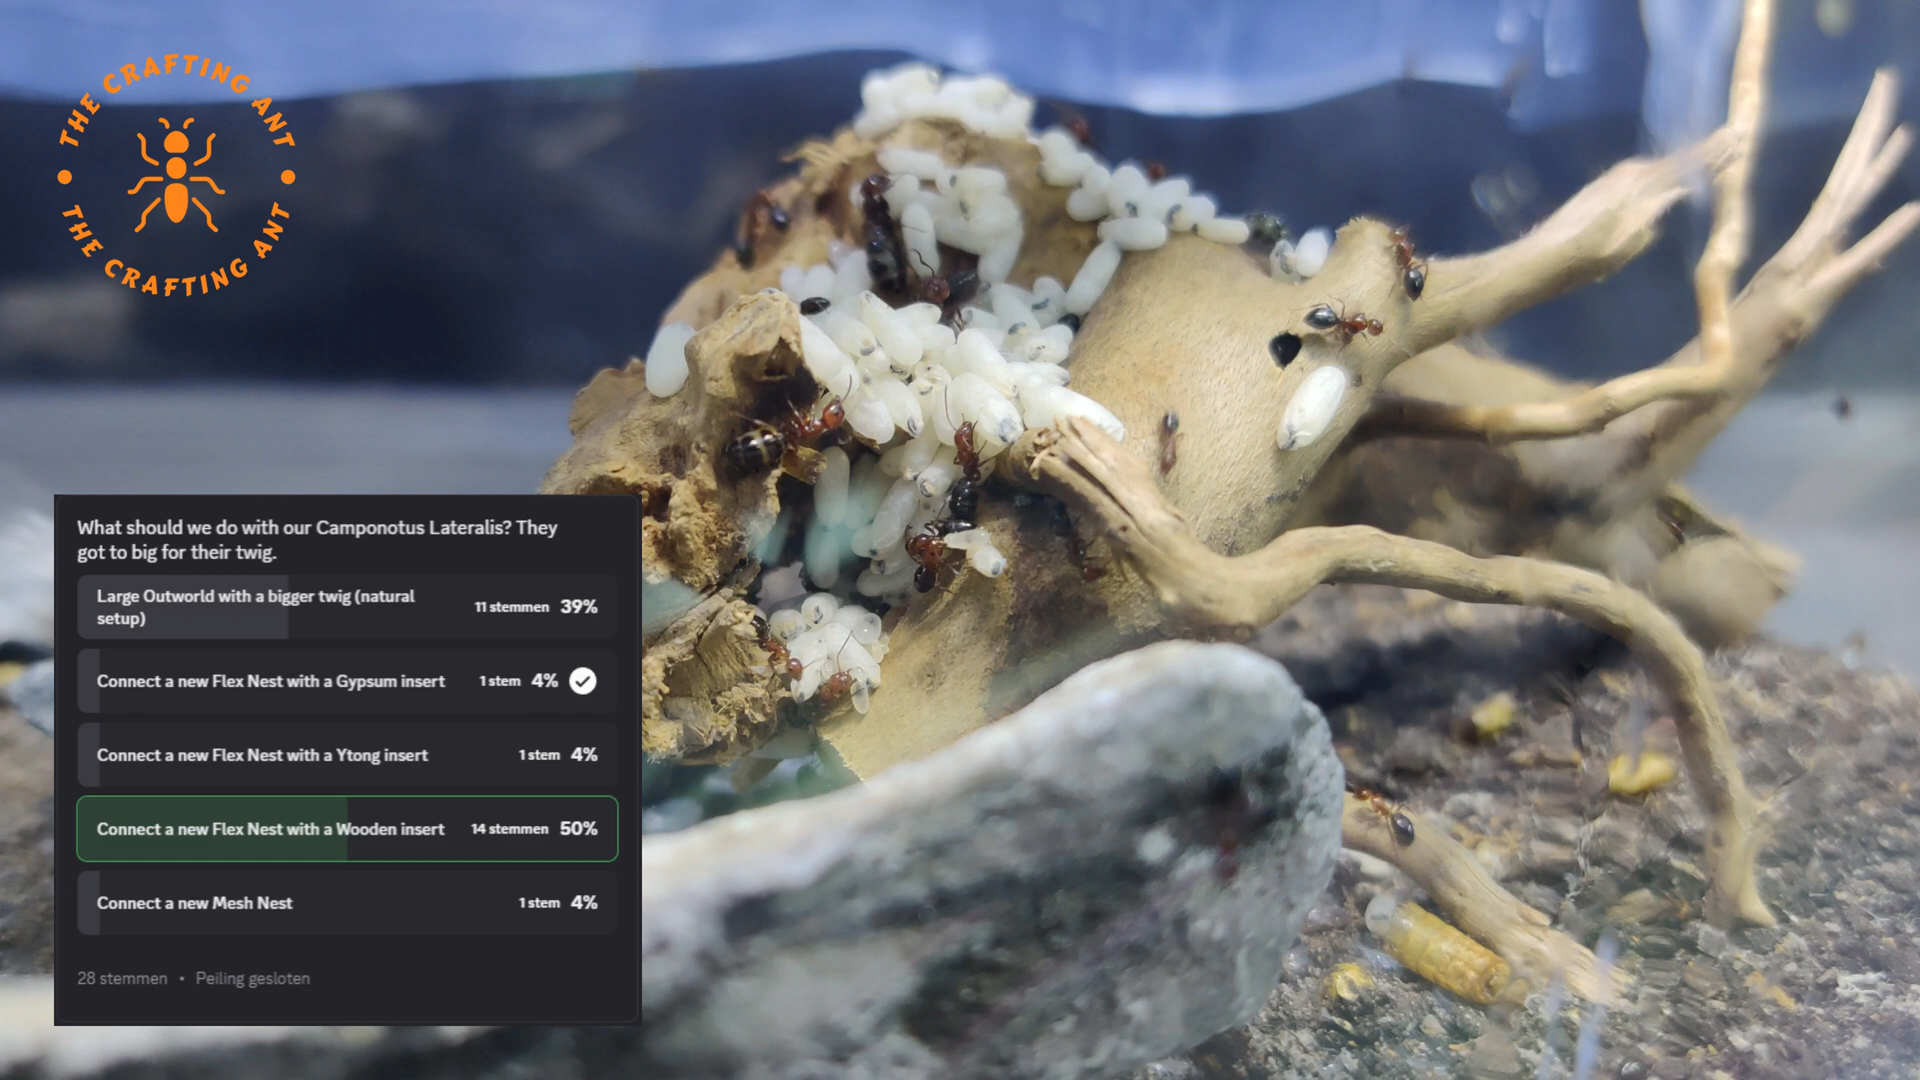 THE CRAFTING ANT
THE CRAFTING ANT
What should we do with our Camponotus Lateralis? They
got to big for their twig.
Large Outworld with a bigger twig (natural
setup)
11 stemmen 39%
Connect a new Flex Nest with a Gypsum insert 1 stem 4%
Connect a new Flex Nest with a Ytong insert 1 stem 4%
Connect a new Flex Nest with a Wooden insert 14 stemmen 50%
Connect a new Mesh Nest 1 stem 4%
28 stemmen • Peiling gesloten